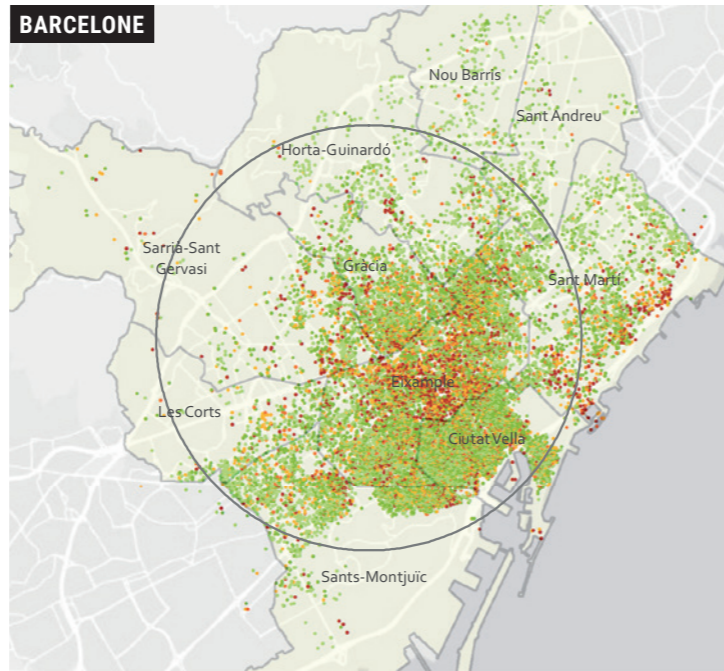 BARCELONE
Nou Barris
Sant Andreu
Horta-Guinardó
Sarrià-Sant
Gervasi
Gràcia
Sant Martí
Eixample
Les Corts
Ciutat Vella
Sants-Montjuïc